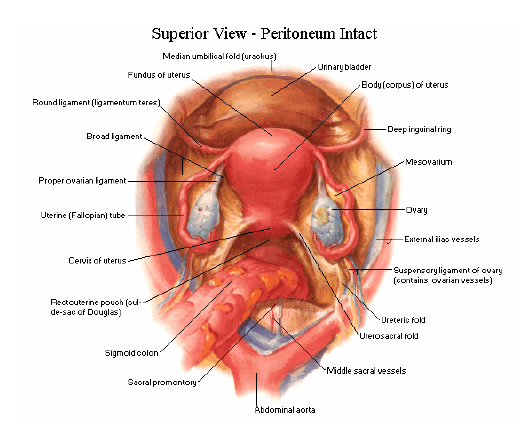 Superior View - Peritoneum Intact
Median umbilical fold (urachus)
Urinary bladder
Fundus of uterus
Body (corpus) of uterus
Round ligament (ligamentum teres)
Deep inguinal ring
Broad ligament
Mesovarium
Proper ovarian ligament
Uterine (Fallopian) tube
Ovary
External iliac vessels
Cervix of uterus
Suspensory ligament of ovary
(contains ovarian vessels)
Rectouterine pouch (cul-
de-sac of Douglas)
Ureteric fold
Uterosacral fold
Sigmoid colon
Middle sacral vessels
Sacral promontory
Abdominal aorta